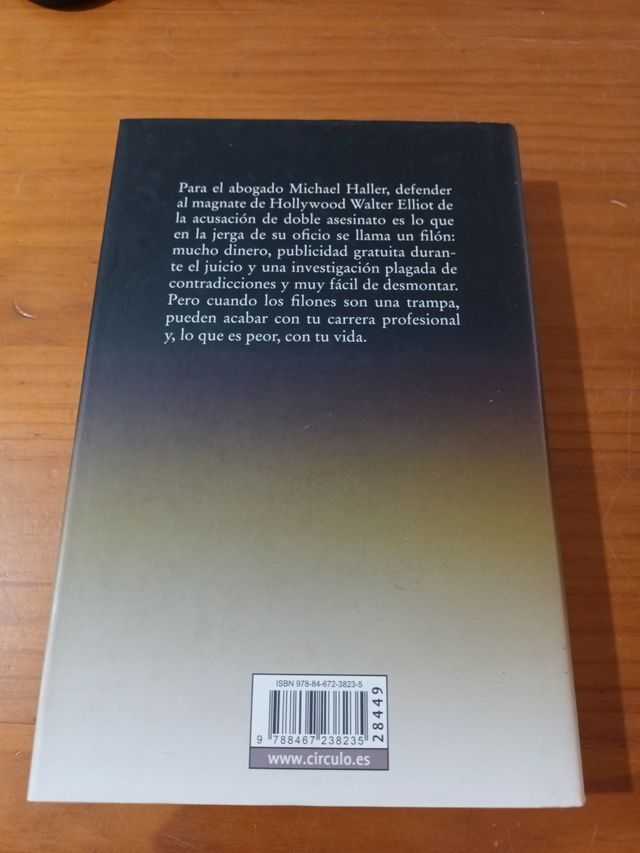 Para el abogado Michael Haller, defender
al magnate de Hollywood Walter Elliot de
la acusación de doble asesinato es lo que
en la jerga de su oficio se llama un filón:
mucho dinero, publicidad gratuita duran-
te el juicio y una investigación plagada de
contradicciones y muy fácil de desmontar.
Pero cuando los filones son una trampa,
pueden acabar con tu carrera profesional
y, lo que es peor, con tu vida.
ISBN 978-84-672-3823-5
28449
9 788467 238235
www.circulo.es